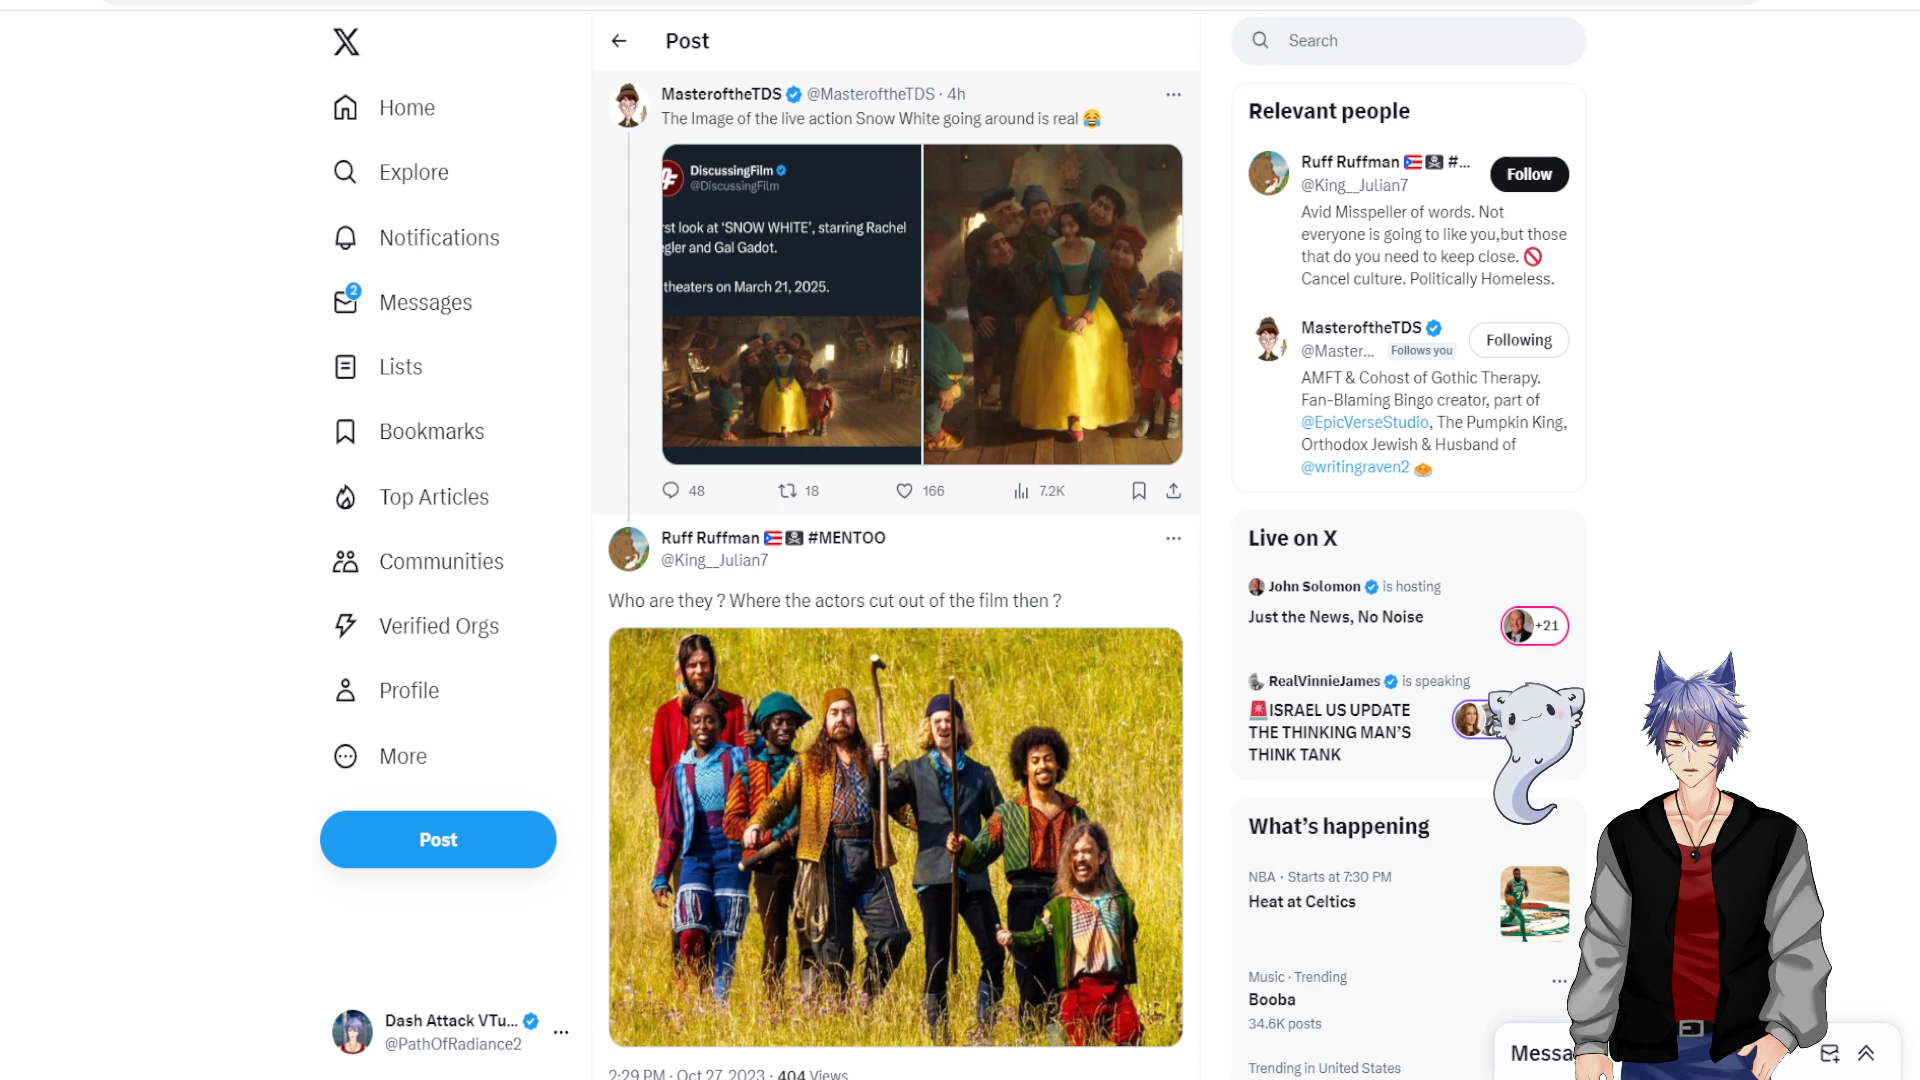 Home
Explore
Notifications
2
Messages
Lists
Bookmarks
Top Articles
Communities
Verified Orgs
Profile
More
Post
Dash Attack VTu...
@PathOfRadiance2
Post
MasteroftheTDS @MasteroftheTDS · 4h
The Image of the live action Snow White going around is real 😂
DiscussingFilm
@DiscussingFilm
rst look at ‘SNOW WHITE’, starring Rachel
egler and Gal Gadot.
theaters on March 21, 2025.
48 18 166 7.2K
Ruff Ruffman 🇵🇷🏴‍☠️ #MENTOO
@King__Julian7
Who are they ? Where the actors cut out of the film then ?
2:29 PM · Oct 27, 2023 · 404 Views
Search
Relevant people
Ruff Ruffman 🇵🇷🏴‍☠️ #...
@King__Julian7
Follow
Avid Misspeller of words. Not
everyone is going to like you,but those
that do you need to keep close. 🚫
Cancel culture. Politically Homeless.
MasteroftheTDS
@Master... Follows you
Following
AMFT & Cohost of Gothic Therapy.
Fan-Blaming Bingo creator, part of
@EpicVerseStudio, The Pumpkin King,
Orthodox Jewish & Husband of
@writingraven2 🥧
Live on X
John Solomon is hosting
Just the News, No Noise
+21
RealVinnieJames is speaking
🚨ISRAEL US UPDATE
THE THINKING MAN’S
THINK TANK
What’s happening
NBA · Starts at 7:30 PM
Heat at Celtics
Music · Trending
Booba
34.6K posts
Trending in United States
Messa